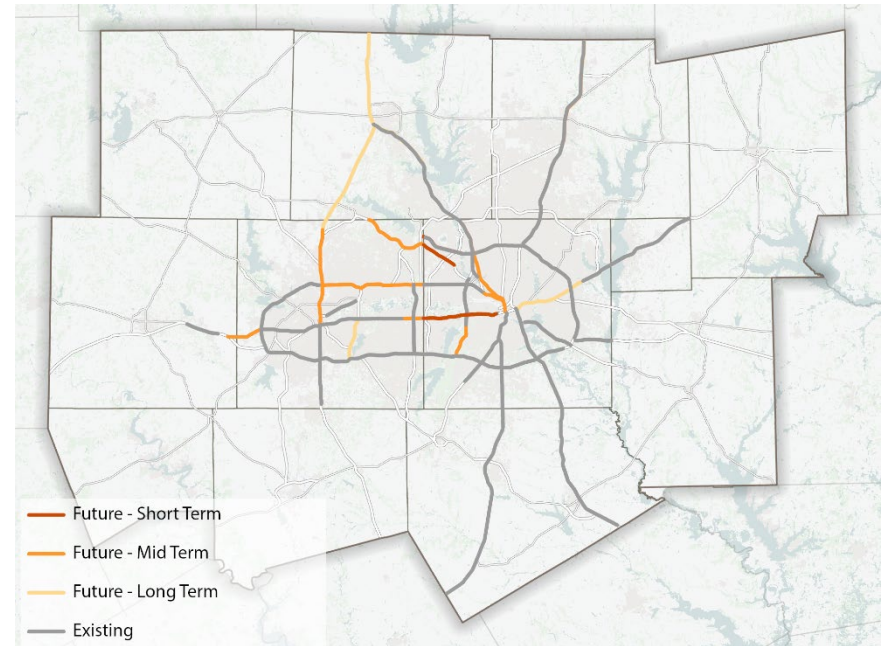 Future - Short Term
Future - Mid Term
Future - Long Term
Existing